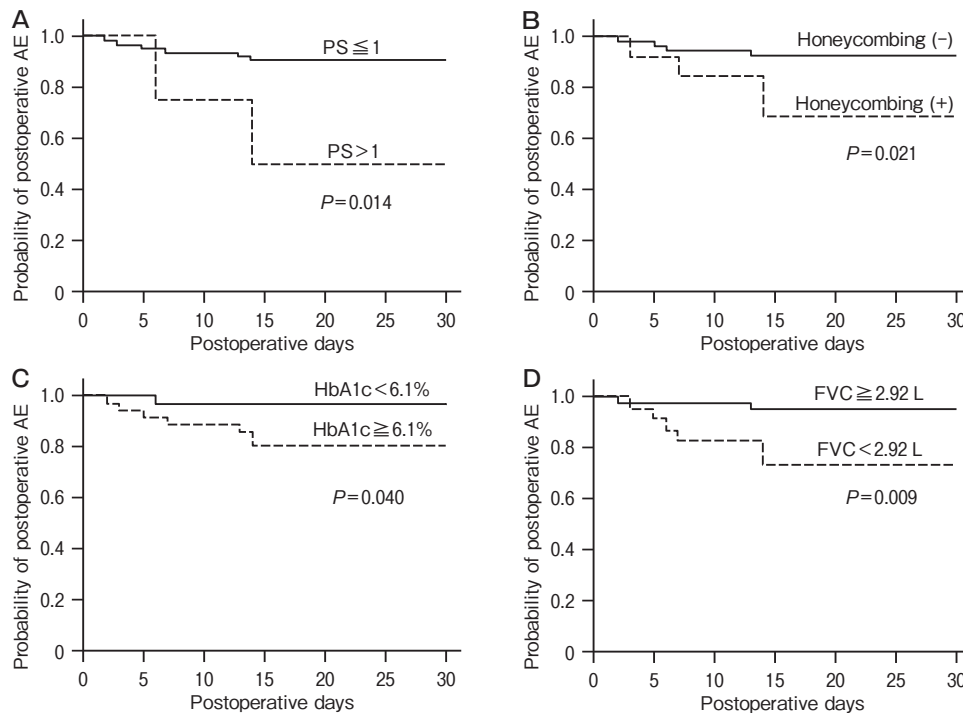 A
Probability of postoperative AE
1.0
0.8
0.6
0.4
0.2
0
PS≦1
PS>1
P=0.014
0 5 10 15 20 25 30
Postoperative days
B
Probability of postoperative AE
1.0
0.8
0.6
0.4
0.2
0
Honeycombing (−)
Honeycombing (+)
P=0.021
0 5 10 15 20 25 30
Postoperative days
C
Probability of postoperative AE
1.0
0.8
0.6
0.4
0.2
0
HbA1c<6.1%
HbA1c≧6.1%
P=0.040
0 5 10 15 20 25 30
Postoperative days
D
Probability of postoperative AE
1.0
0.8
0.6
0.4
0.2
0
FVC≧2.92 L
FVC<2.92 L
P=0.009
0 5 10 15 20 25 30
Postoperative days